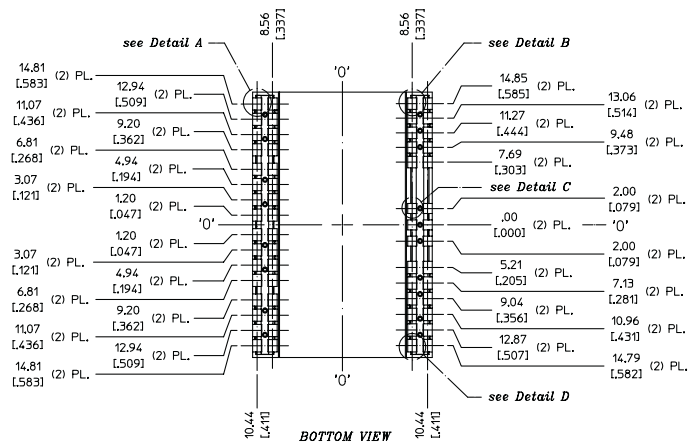 8.56
[.337]
8.56
[.337]
see Detail A
see Detail B
'0'
14.81
[.583] (2) PL.
12.94
[.509] (2) PL.
11.07
[.436] (2) PL.
9.20
[.362] (2) PL.
6.81
[.268] (2) PL.
4.94
[.194] (2) PL.
3.07
[.121] (2) PL.
1.20
[.047] (2) PL.
'0'
1.20
[.047] (2) PL.
3.07
[.121] (2) PL.
4.94
[.194] (2) PL.
6.81
[.268] (2) PL.
9.20
[.362] (2) PL.
11.07
[.436] (2) PL.
12.94
[.509] (2) PL.
14.81
[.583] (2) PL.
14.85
[.585] (2) PL.
13.06
[.514] (2) PL.
11.27
[.444] (2) PL.
9.48
[.373] (2) PL.
7.69
[.303] (2) PL.
see Detail C
2.00
[.079] (2) PL.
.00
[.000] (2) PL.
'0'
2.00
[.079] (2) PL.
5.21
[.205] (2) PL.
7.13
[.281] (2) PL.
9.04
[.356] (2) PL.
10.96
[.431] (2) PL.
12.87
[.507] (2) PL.
14.79
[.582] (2) PL.
see Detail D
'0'
10.44
[.411]
10.44
[.411]
BOTTOM VIEW